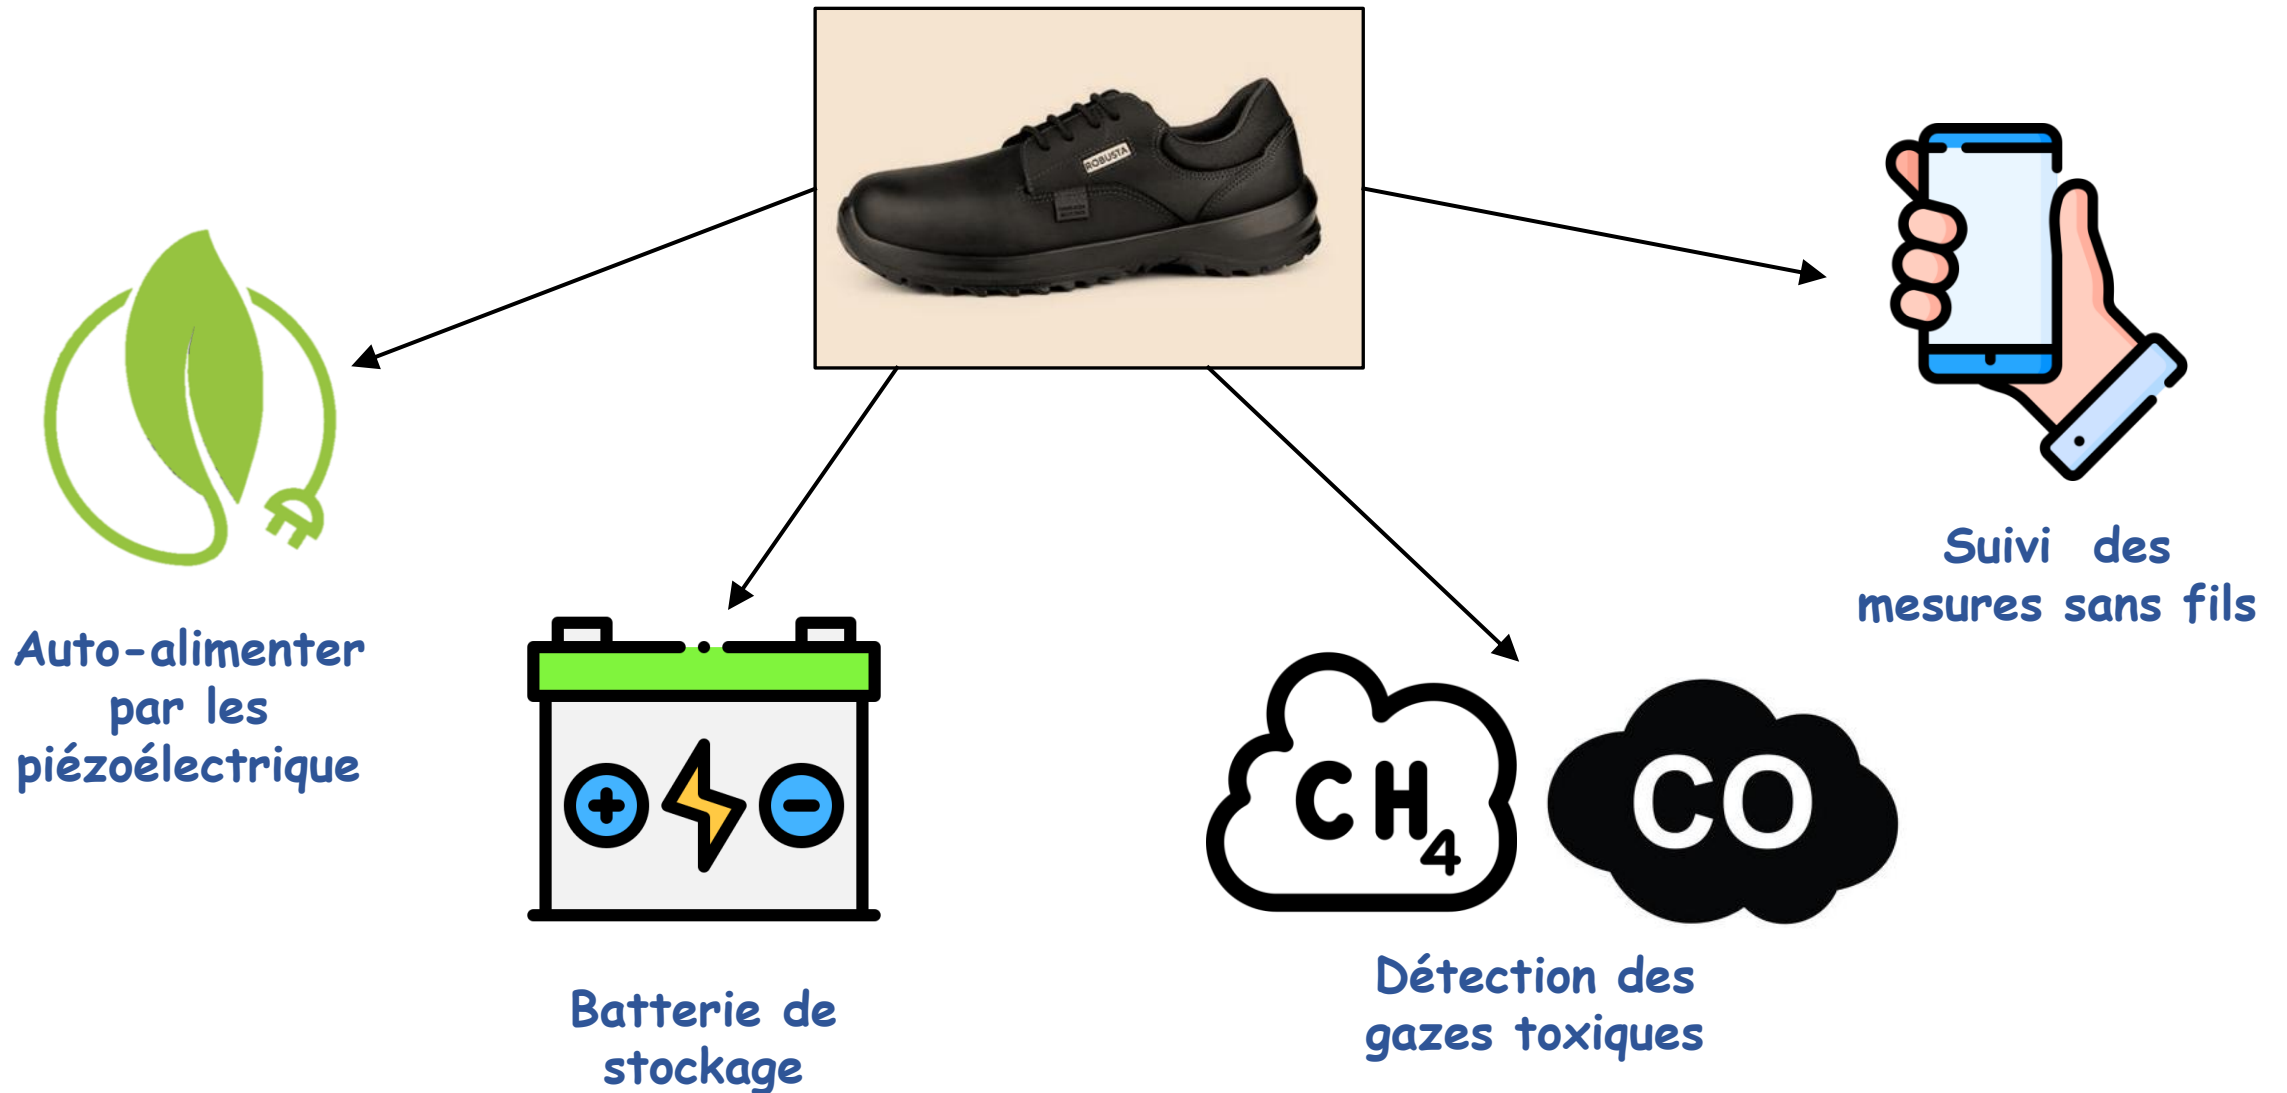 ROBUSTA
Suivi des
mesures sans fils
Auto-alimenter
par les
piézoélectrique
CH4
CO
Détection des
gazes toxiques
Batterie de
stockage